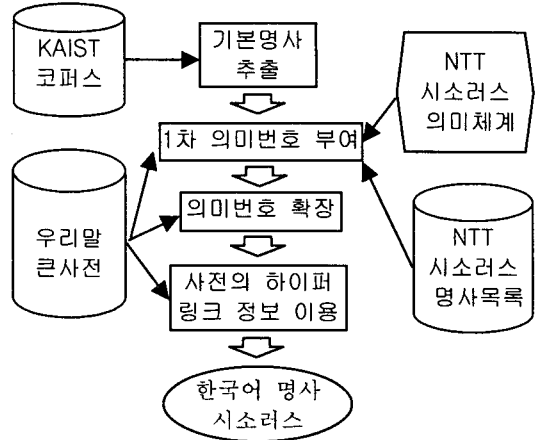 KAIST
코퍼스
기본명사
추출
NTT
시소러스
의미체계
1차 의미번호 부여
우리말
큰사전
의미번호 확장
NTT
시소러스
명사목록
사전의 하이퍼
링크 정보 이용
한국어 명사
시소러스